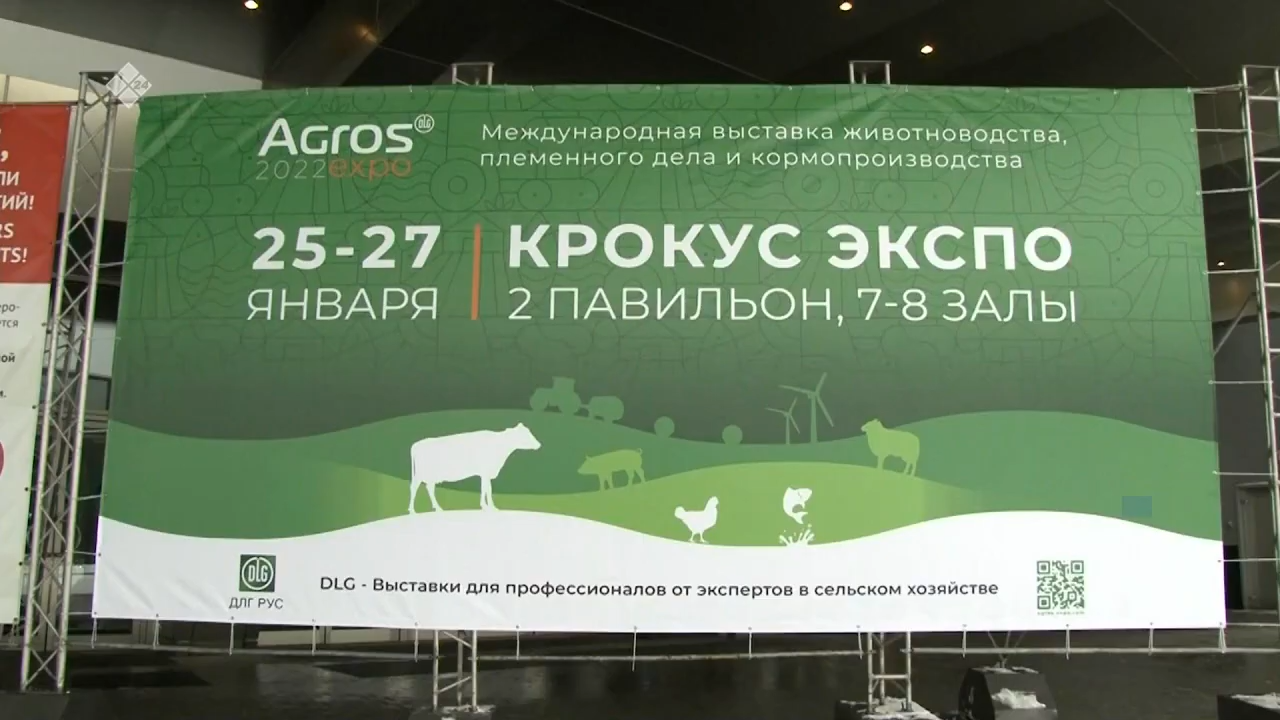 24
AGROS DLG
2022expo
Международная выставка животноводства,
племенного дела и кормопроизводства
25-27
ЯНВАРЯ
КРОКУС ЭКСПО
2 ПАВИЛЬОН, 7-8 ЗАЛЫ
DLG
ДЛГ РУС
DLG - Выставки для профессионалов от экспертов в сельском хозяйстве